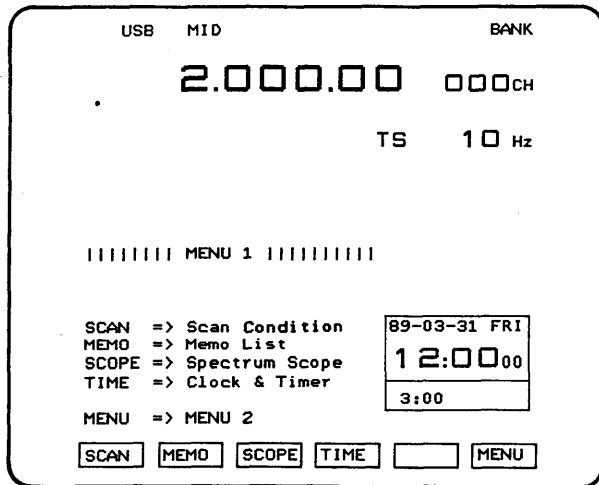 USB MID BANK
2.000.00 000CH
TS 10 Hz
|||||||| MENU 1 ||||||||||
SCAN => Scan Condition
MEMO => Memo List
SCOPE => Spectrum Scope
TIME => Clock & Timer
MENU => MENU 2
89-03-31 FRI
12:00 00
3:00
SCAN MEMO SCOPE TIME MENU